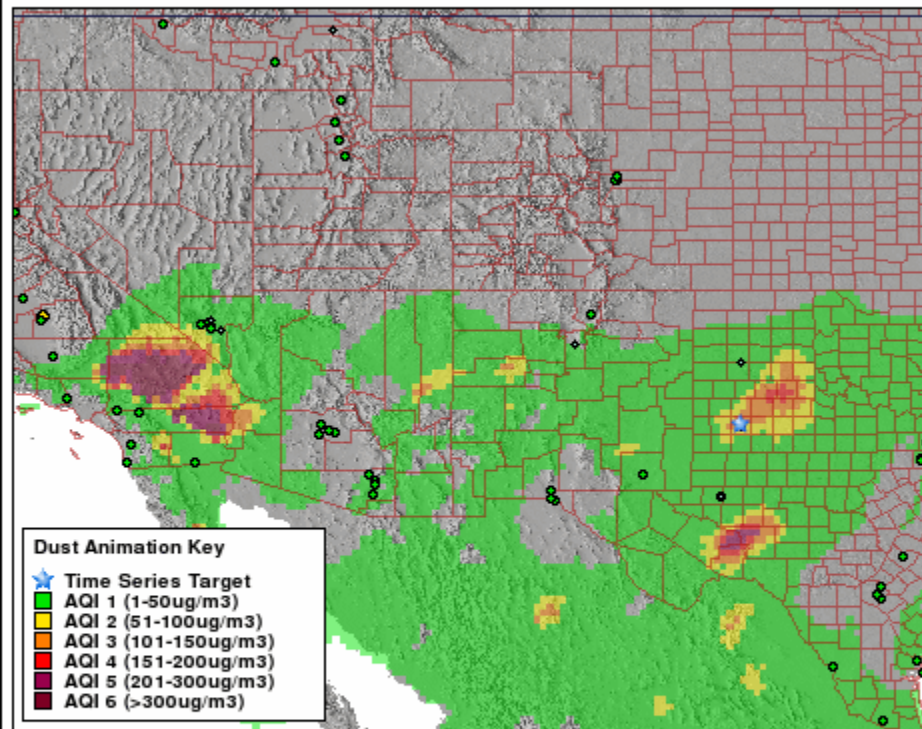 Dust Animation Key
Time Series Target
AQI 1 (1-50ug/m3)
AQI 2 (51-100ug/m3)
AQI 3 (101-150ug/m3)
AQI 4 (151-200ug/m3)
AQI 5 (201-300ug/m3)
AQI 6 (>300ug/m3)